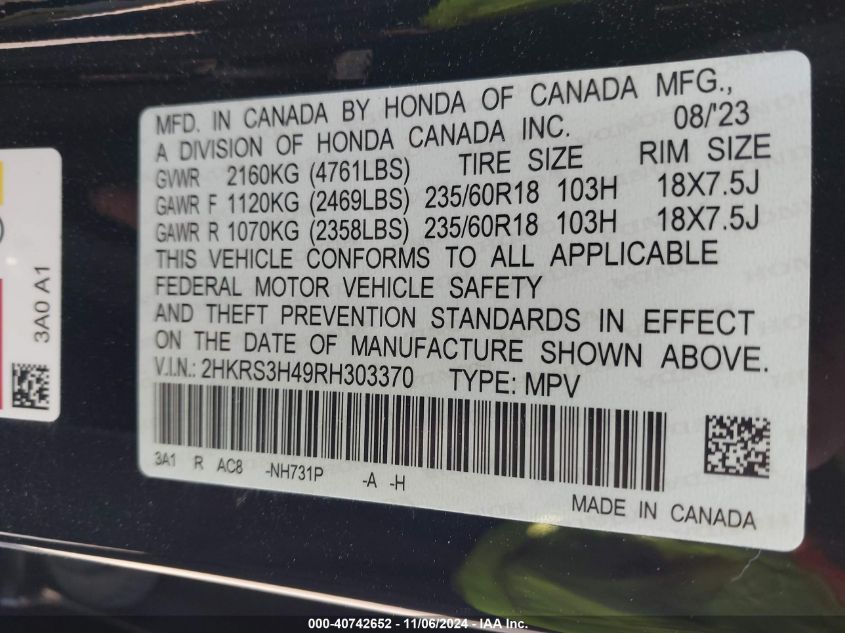 MFD. IN CANADA BY HONDA OF CANADA MFG.,
A DIVISION OF HONDA CANADA INC. 08/'23
GVWR 2160KG (4761LBS) TIRE SIZE RIM SIZE
GAWR F 1120KG (2469LBS) 235/60R18 103H 18X7.5J
GAWR R 1070KG (2358LBS) 235/60R18 103H 18X7.5J
THIS VEHICLE CONFORMS TO ALL APPLICABLE
FEDERAL MOTOR VEHICLE SAFETY
AND THEFT PREVENTION STANDARDS IN EFFECT
ON THE DATE OF MANUFACTURE SHOWN ABOVE.
V.I.N.: 2HKRS3H49RH303370 TYPE: MPV
3A1 R AC8 -NH731P -A -H
MADE IN CANADA
3A0 A1
000-40742652 - 11/06/2024 - IAA Inc.